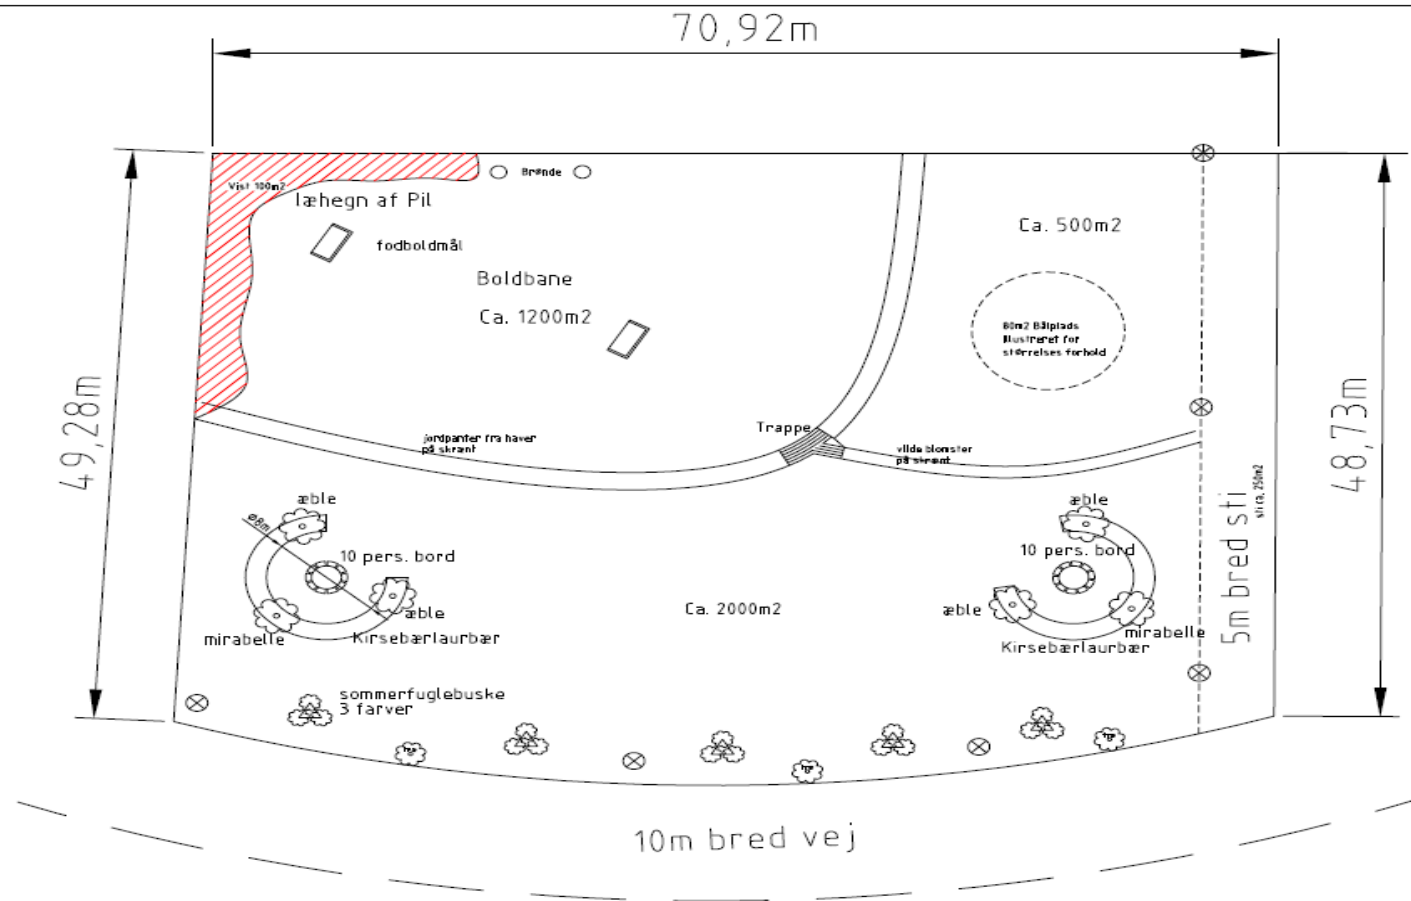 70,92m
Vist 100m2
læhegn af Pil
Brønde
fodboldmål
Boldbane
Ca. 1200m2
Ca. 500m2
80m2 Bålplads
Illustreret for
størrelses forhold
49,28m
48,73m
jordpanter fra haver
på skrænt
Trappe
vilde blomster
på skrænt
5m bred sti
sti ca. 250m2
æble
ø8m
10 pers. bord
æble
mirabelle
Kirsebærlaurbær
Ca. 2000m2
æble
10 pers. bord
æble
mirabelle
Kirsebærlaurbær
sommerfuglebuske
3 farver
10m bred vej